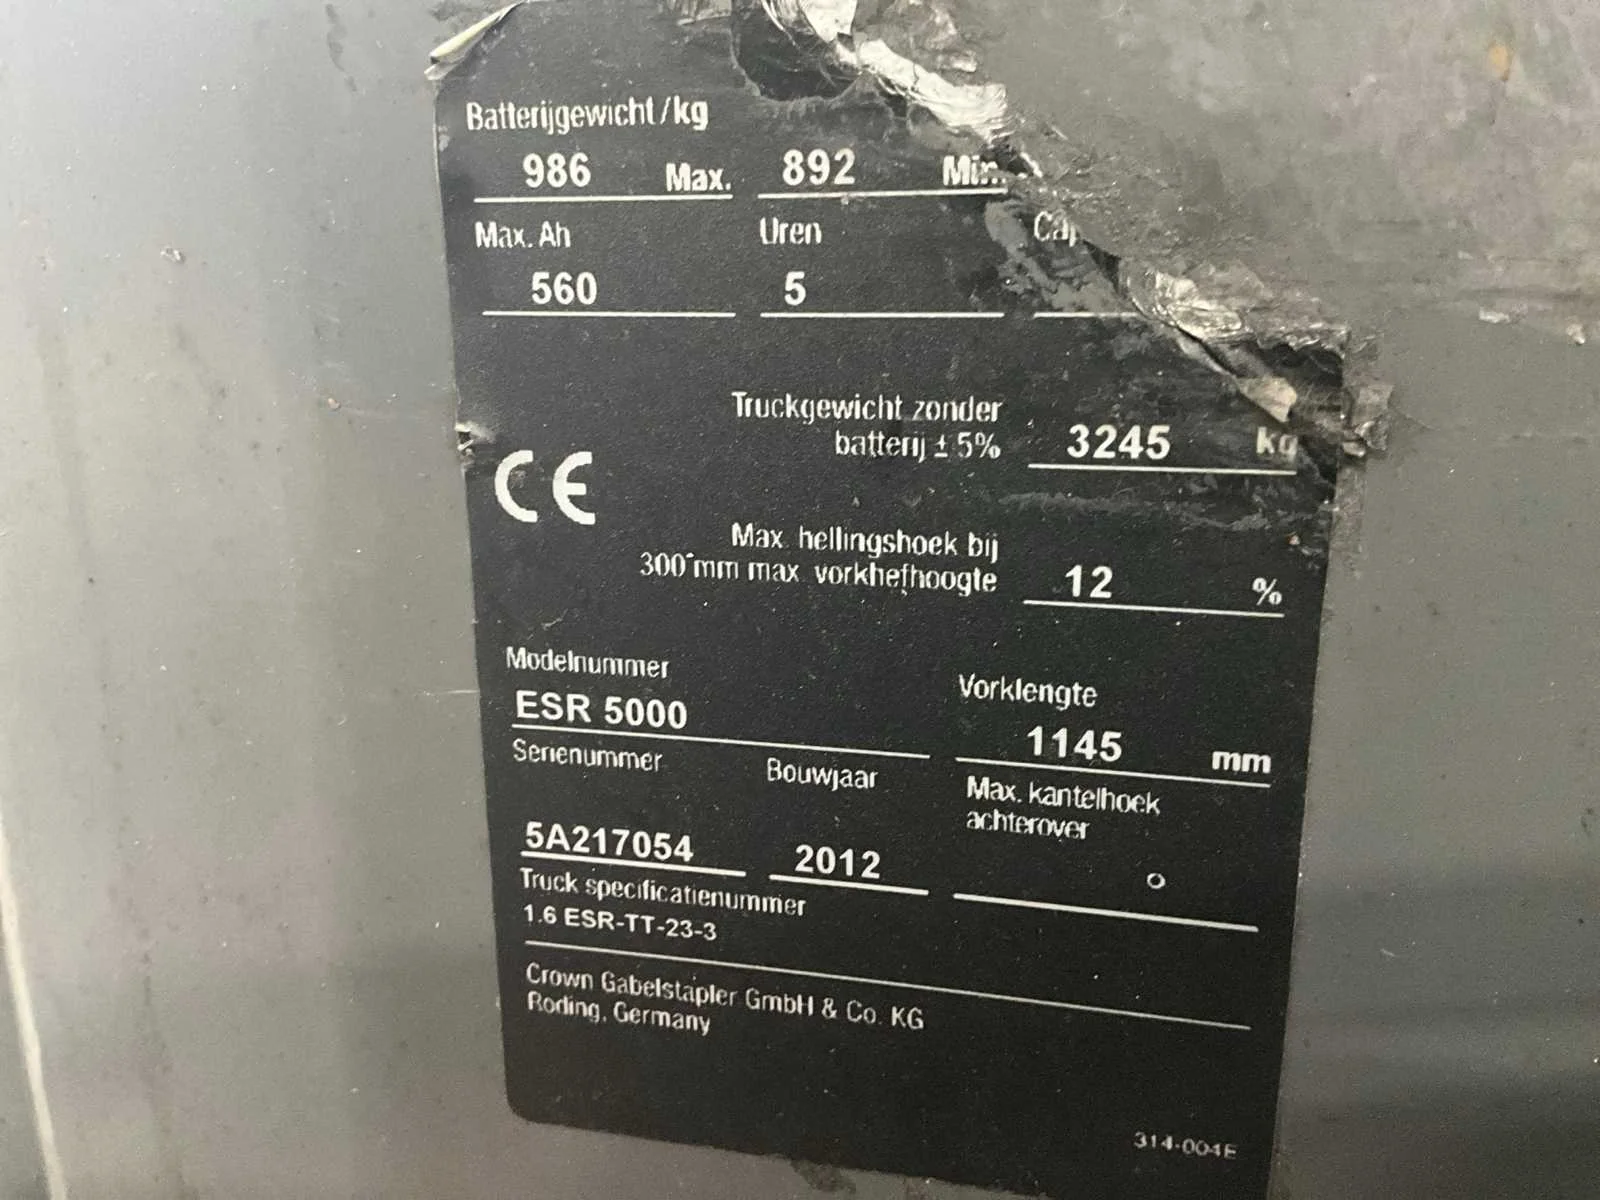 Batterijgewicht/kg
986 Max. 892 Min.
Max. Ah Uren
560 5
Truckgewicht zonder
batterij ± 5% 3245 kg
CE
Max. hellingshoek bij
300 mm max. vorkhefhoogte 12 %
Modelnummer
ESR 5000
Vorklengte
1145 mm
Serienummer Bouwjaar
Max. kantelhoek
achterover
5A217054 2012 °
Truck specificatienummer
1.6 ESR-TT-23-3
Crown Gabelstapler GmbH & Co. KG
Roding, Germany
314-004E